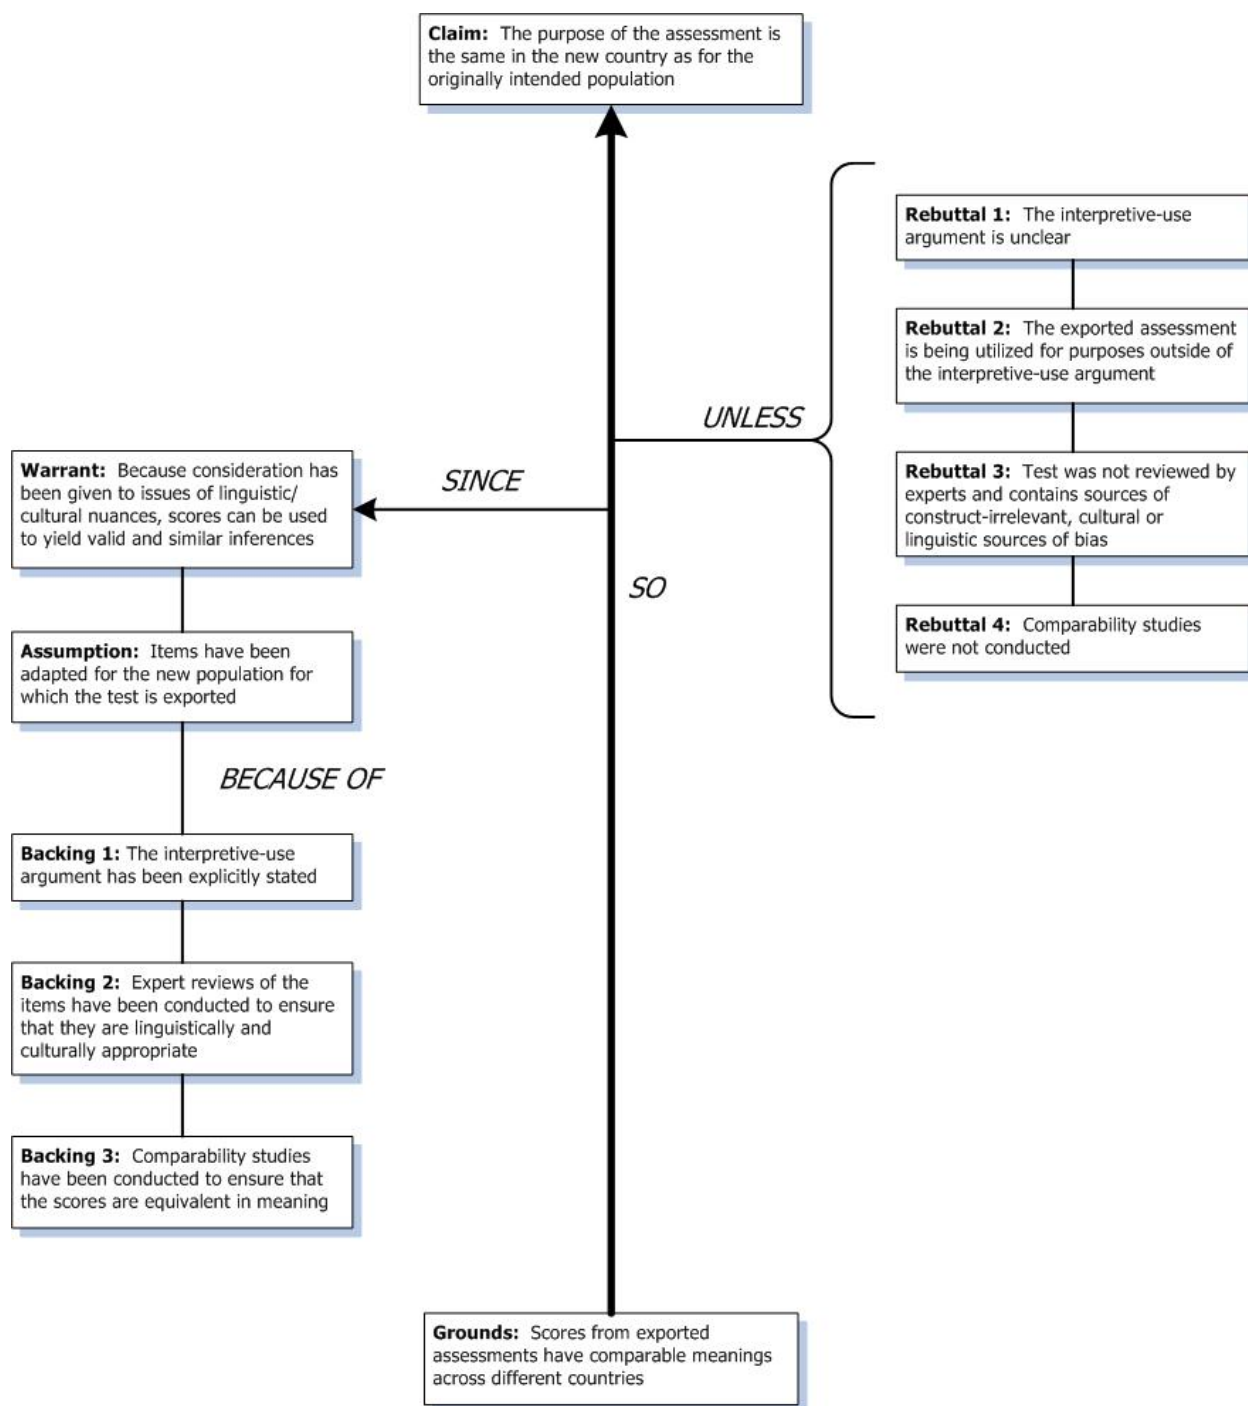 Claim: The purpose of the assessment is
the same in the new country as for the
originally intended population
Rebuttal 1: The interpretive-use
argument is unclear
Rebuttal 2: The exported assessment
is being utilized for purposes outside of
the interpretive-use argument
UNLESS
Rebuttal 3: Test was not reviewed by
experts and contains sources of
construct-irrelevant, cultural or
linguistic sources of bias
Rebuttal 4: Comparability studies
were not conducted
SINCE
SO
Warrant: Because consideration has
been given to issues of linguistic/
cultural nuances, scores can be used
to yield valid and similar inferences
Assumption: Items have been
adapted for the new population for
which the test is exported
BECAUSE OF
Backing 1: The interpretive-use
argument has been explicitly stated
Backing 2: Expert reviews of the
items have been conducted to ensure
that they are linguistically and
culturally appropriate
Backing 3: Comparability studies
have been conducted to ensure that
the scores are equivalent in meaning
Grounds: Scores from exported
assessments have comparable meanings
across different countries